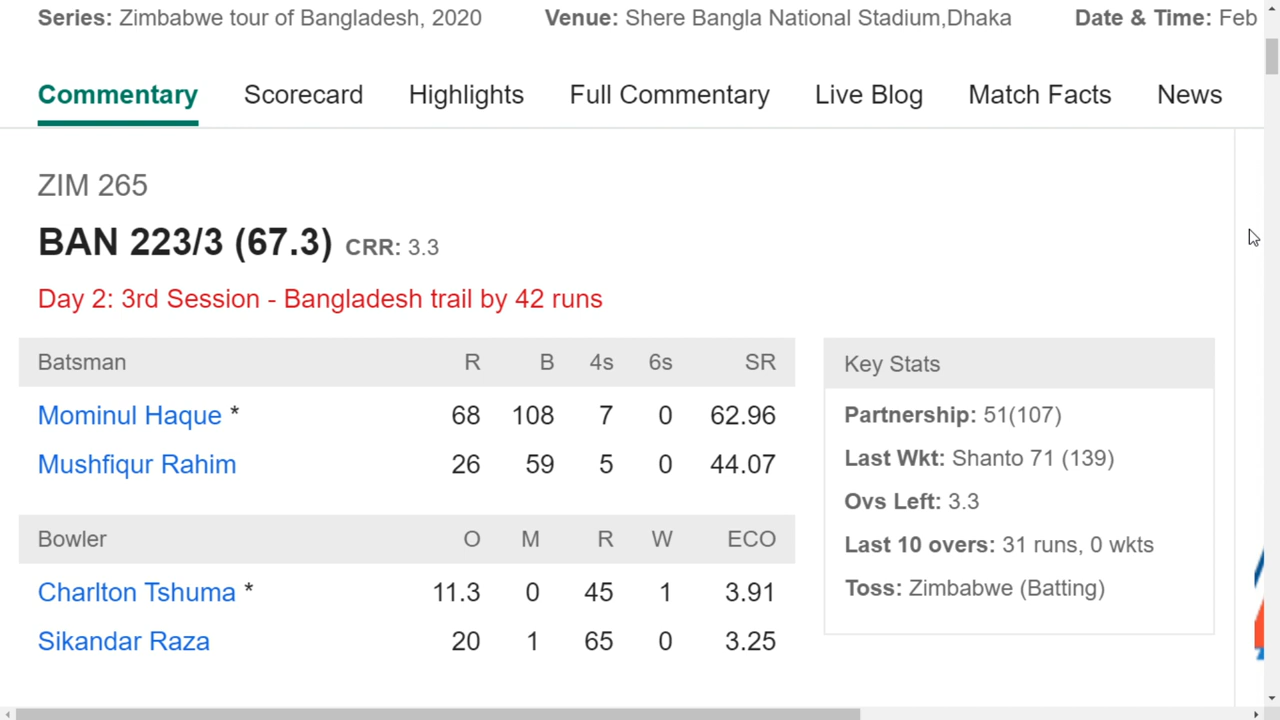 Series: Zimbabwe tour of Bangladesh, 2020 Venue: Shere Bangla National Stadium,Dhaka Date & Time: Feb
Commentary Scorecard Highlights Full Commentary Live Blog Match Facts News
ZIM 265
BAN 223/3 (67.3) CRR: 3.3
Day 2: 3rd Session - Bangladesh trail by 42 runs
Batsman R B 4s 6s SR
Mominul Haque * 68 108 7 0 62.96
Mushfiqur Rahim 26 59 5 0 44.07
Bowler O M R W ECO
Charlton Tshuma * 11.3 0 45 1 3.91
Sikandar Raza 20 1 65 0 3.25
Key Stats
Partnership: 51(107)
Last Wkt: Shanto 71 (139)
Ovs Left: 3.3
Last 10 overs: 31 runs, 0 wkts
Toss: Zimbabwe (Batting)